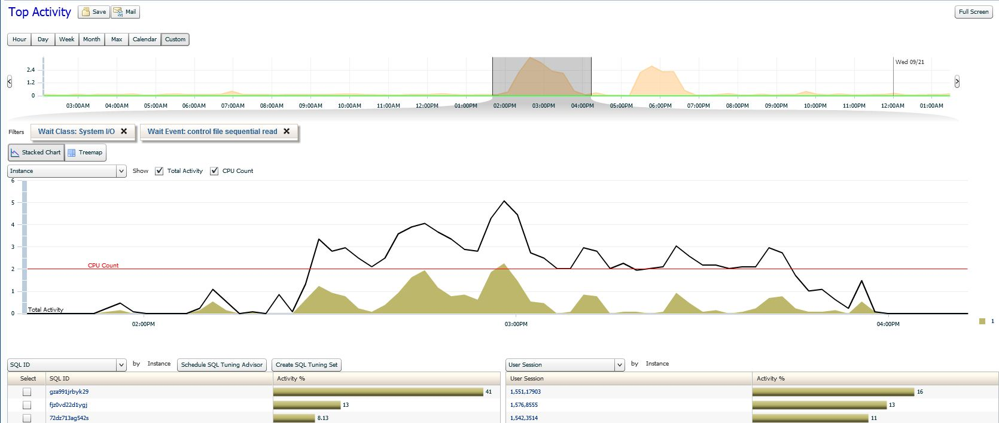 Top Activity Save Mail Full Screen
Hour Day Week Month Max Calendar Custom
Wed 09/21
2.4
1.2
0
03:00AM 04:00AM 05:00AM 06:00AM 07:00AM 08:00AM 09:00AM 10:00AM 11:00AM 12:00PM 01:00PM 02:00PM 03:00PM 04:00PM 05:00PM 06:00PM 07:00PM 08:00PM 09:00PM 10:00PM 11:00PM 12:00AM 01:00AM
Filters Wait Class: System I/O Wait Event: control file sequential read
Stacked Chart Treemap
Instance Show Total Activity CPU Count
6
5
4
3
CPU Count
2
1
Total Activity
0
02:00PM 03:00PM 04:00PM
1
SQL ID by Instance Schedule SQL Tuning Advisor Create SQL Tuning Set User Session by Instance
Select SQL ID Activity % User Session Activity %
gza991jrbyk29 41 1,551,17903 16
fjz0vd22d1ygj 13 1,576,8555 13
72dz713ag542s 8.13 1,542,3514 11